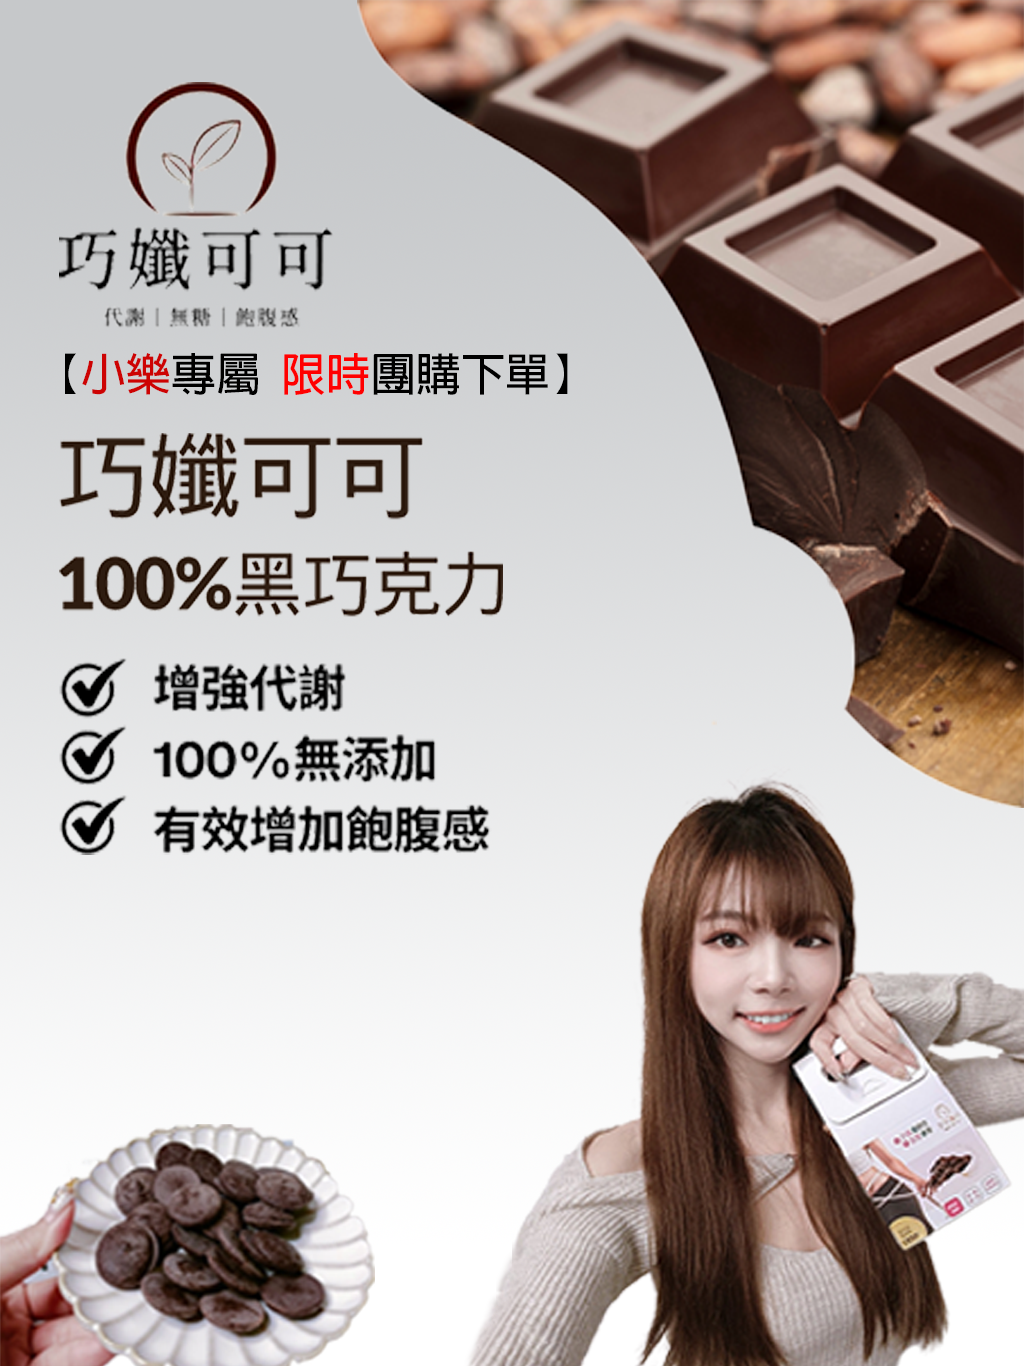 巧孅可可
代謝｜無糖｜飽腹感
【小樂專屬 限時團購下單】
巧孅可可
100%黑巧克力
增強代謝
100%無添加
有效增加飽腹感